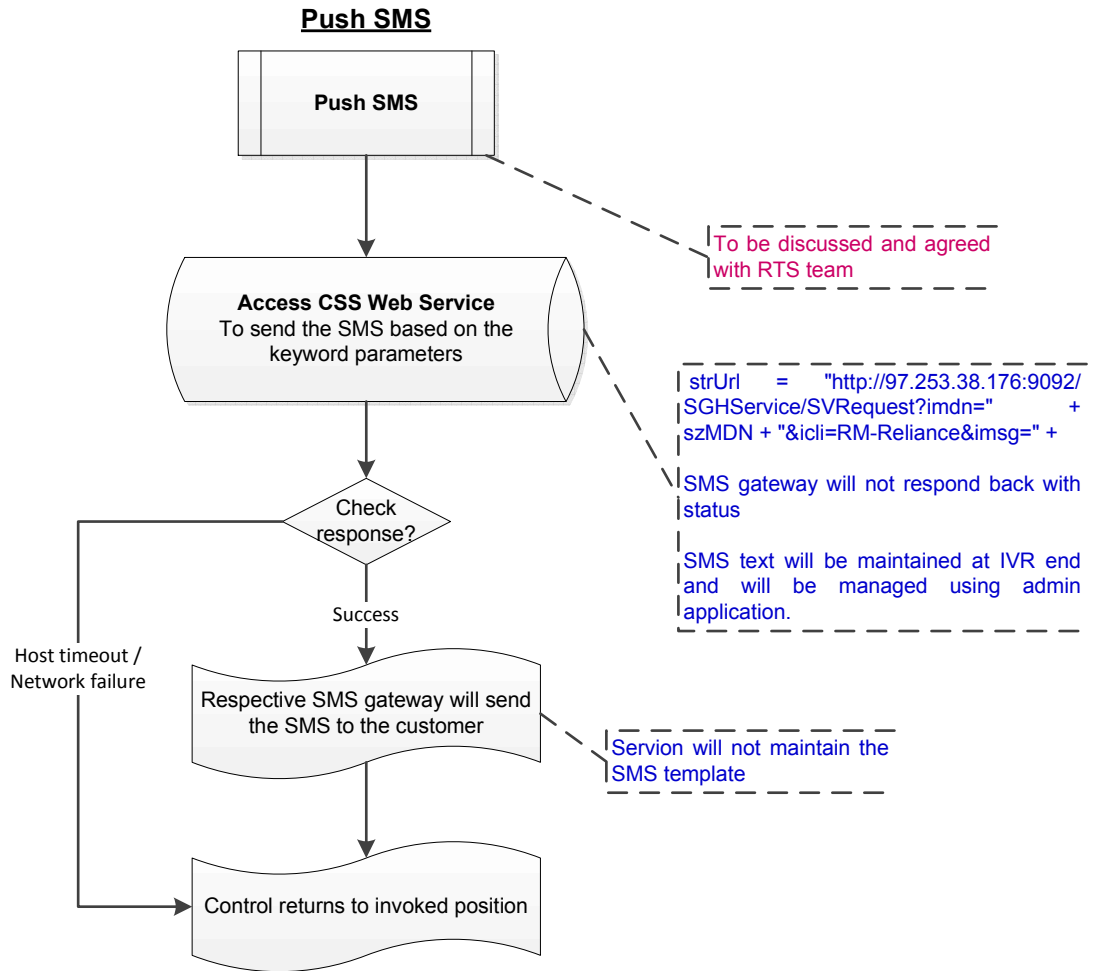 Push SMS
Push SMS
To be discussed and agreed
with RTS team
Access CSS Web Service
To send the SMS based on the
keyword parameters
strUrl = "http://97.253.38.176:9092/
SGHService/SVRequest?imdn=" +
szMDN + "&icli=RM-Reliance&imsg=" +
SMS gateway will not respond back with
status
SMS text will be maintained at IVR end
and will be managed using admin
application.
Check
response?
Success
Host timeout /
Network failure
Respective SMS gateway will send
the SMS to the customer
Servion will not maintain the
SMS template
Control returns to invoked position